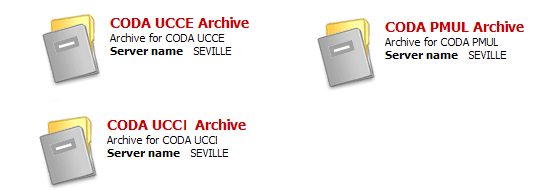 CODA UCCE Archive
Archive for CODA UCCE
Server name SEVILLE
CODA PMUL Archive
Archive for CODA PMUL
Server name SEVILLE
CODA UCCI Archive
Archive for CODA UCCI
Server name SEVILLE